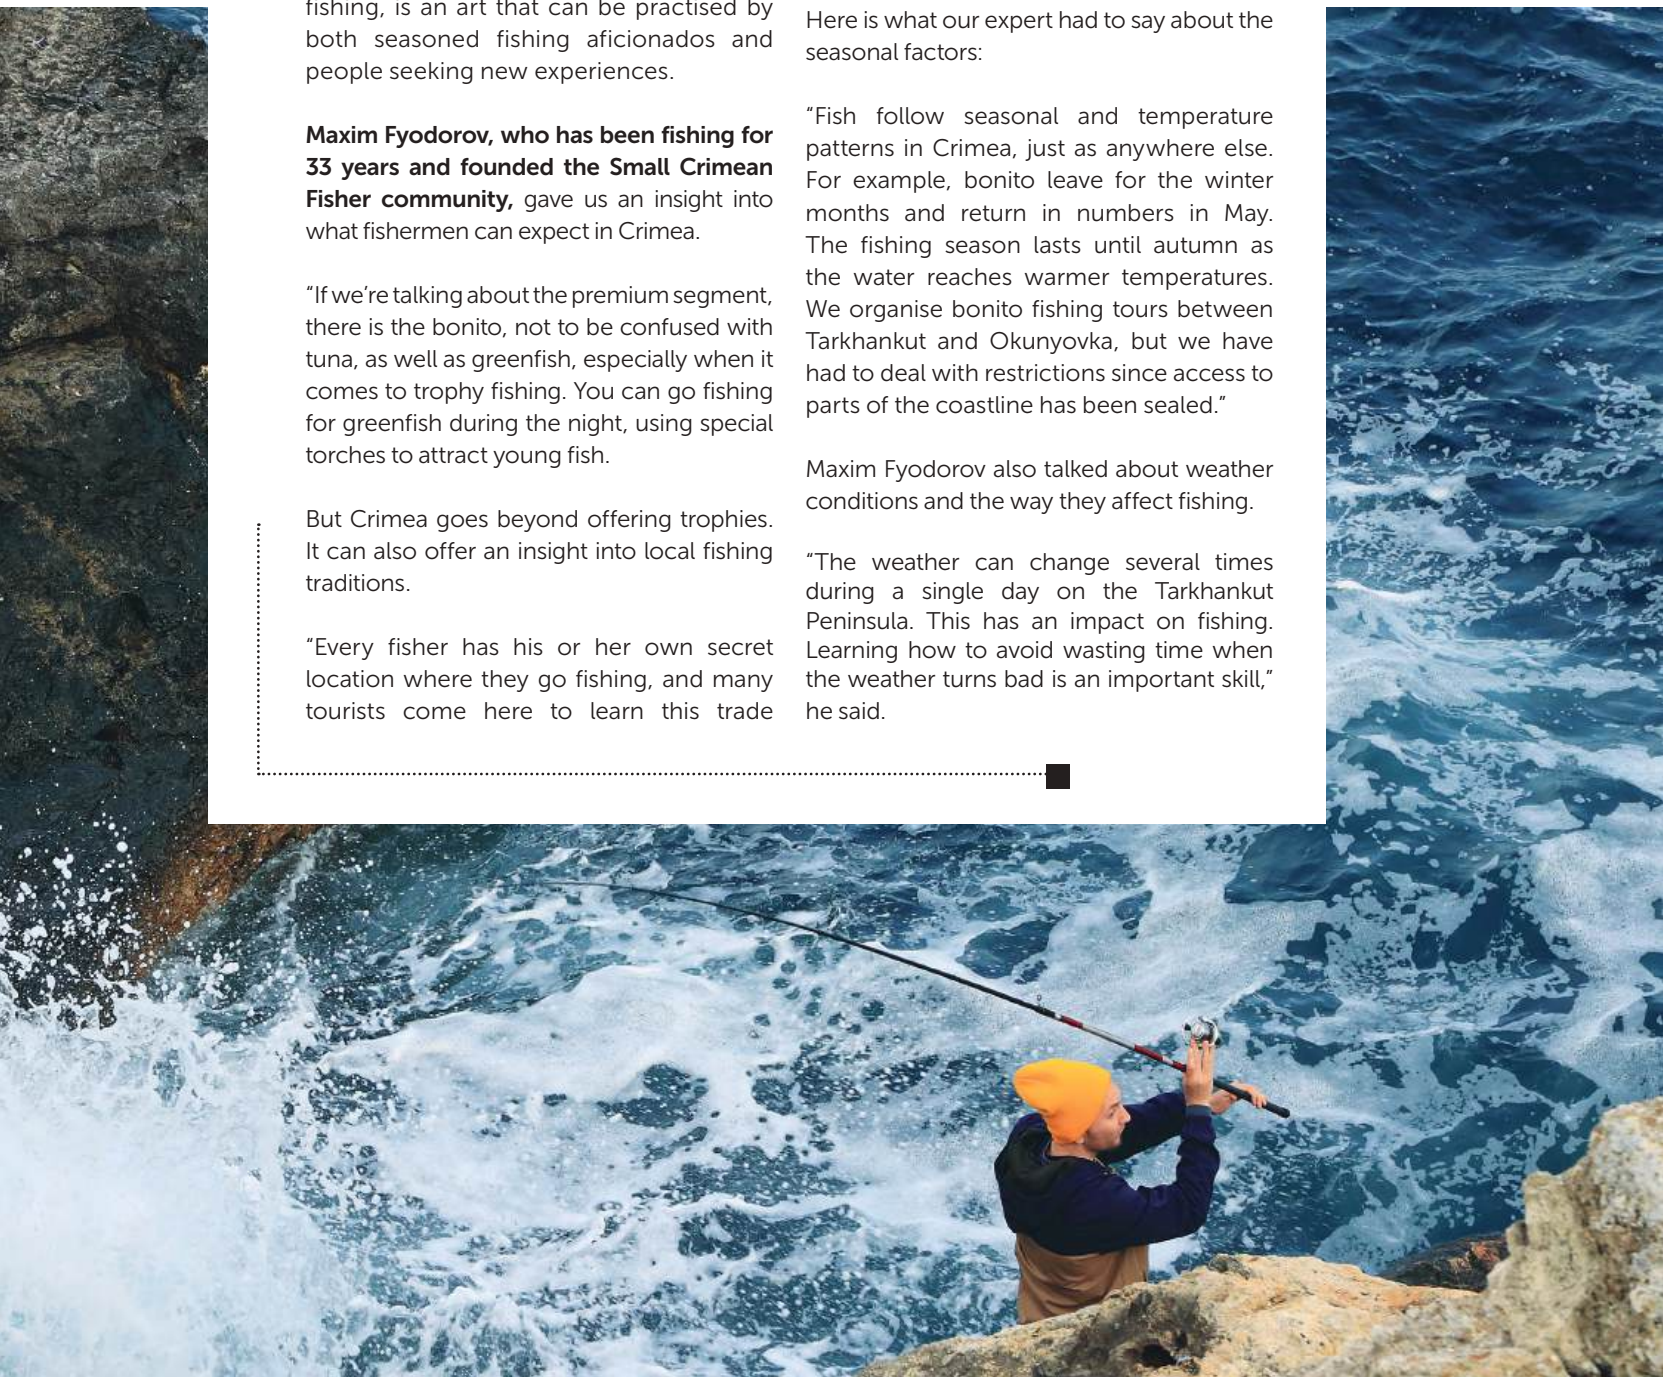 fishing, is an art that can be practised by
both seasoned fishing aficionados and
people seeking new experiences.
Maxim Fyodorov, who has been fishing for
33 years and founded the Small Crimean
Fisher community, gave us an insight into
what fishermen can expect in Crimea.
“If we’re talking about the premium segment,
there is the bonito, not to be confused with
tuna, as well as greenfish, especially when it
comes to trophy fishing. You can go fishing
for greenfish during the night, using special
torches to attract young fish.
But Crimea goes beyond offering trophies.
It can also offer an insight into local fishing
traditions.
“Every fisher has his or her own secret
location where they go fishing, and many
tourists come here to learn this trade
Here is what our expert had to say about the
seasonal factors:
“Fish follow seasonal and temperature
patterns in Crimea, just as anywhere else.
For example, bonito leave for the winter
months and return in numbers in May.
The fishing season lasts until autumn as
the water reaches warmer temperatures.
We organise bonito fishing tours between
Tarkhankut and Okunyovka, but we have
had to deal with restrictions since access to
parts of the coastline has been sealed.”
Maxim Fyodorov also talked about weather
conditions and the way they affect fishing.
“The weather can change several times
during a single day on the Tarkhankut
Peninsula. This has an impact on fishing.
Learning how to avoid wasting time when
the weather turns bad is an important skill,”
he said.